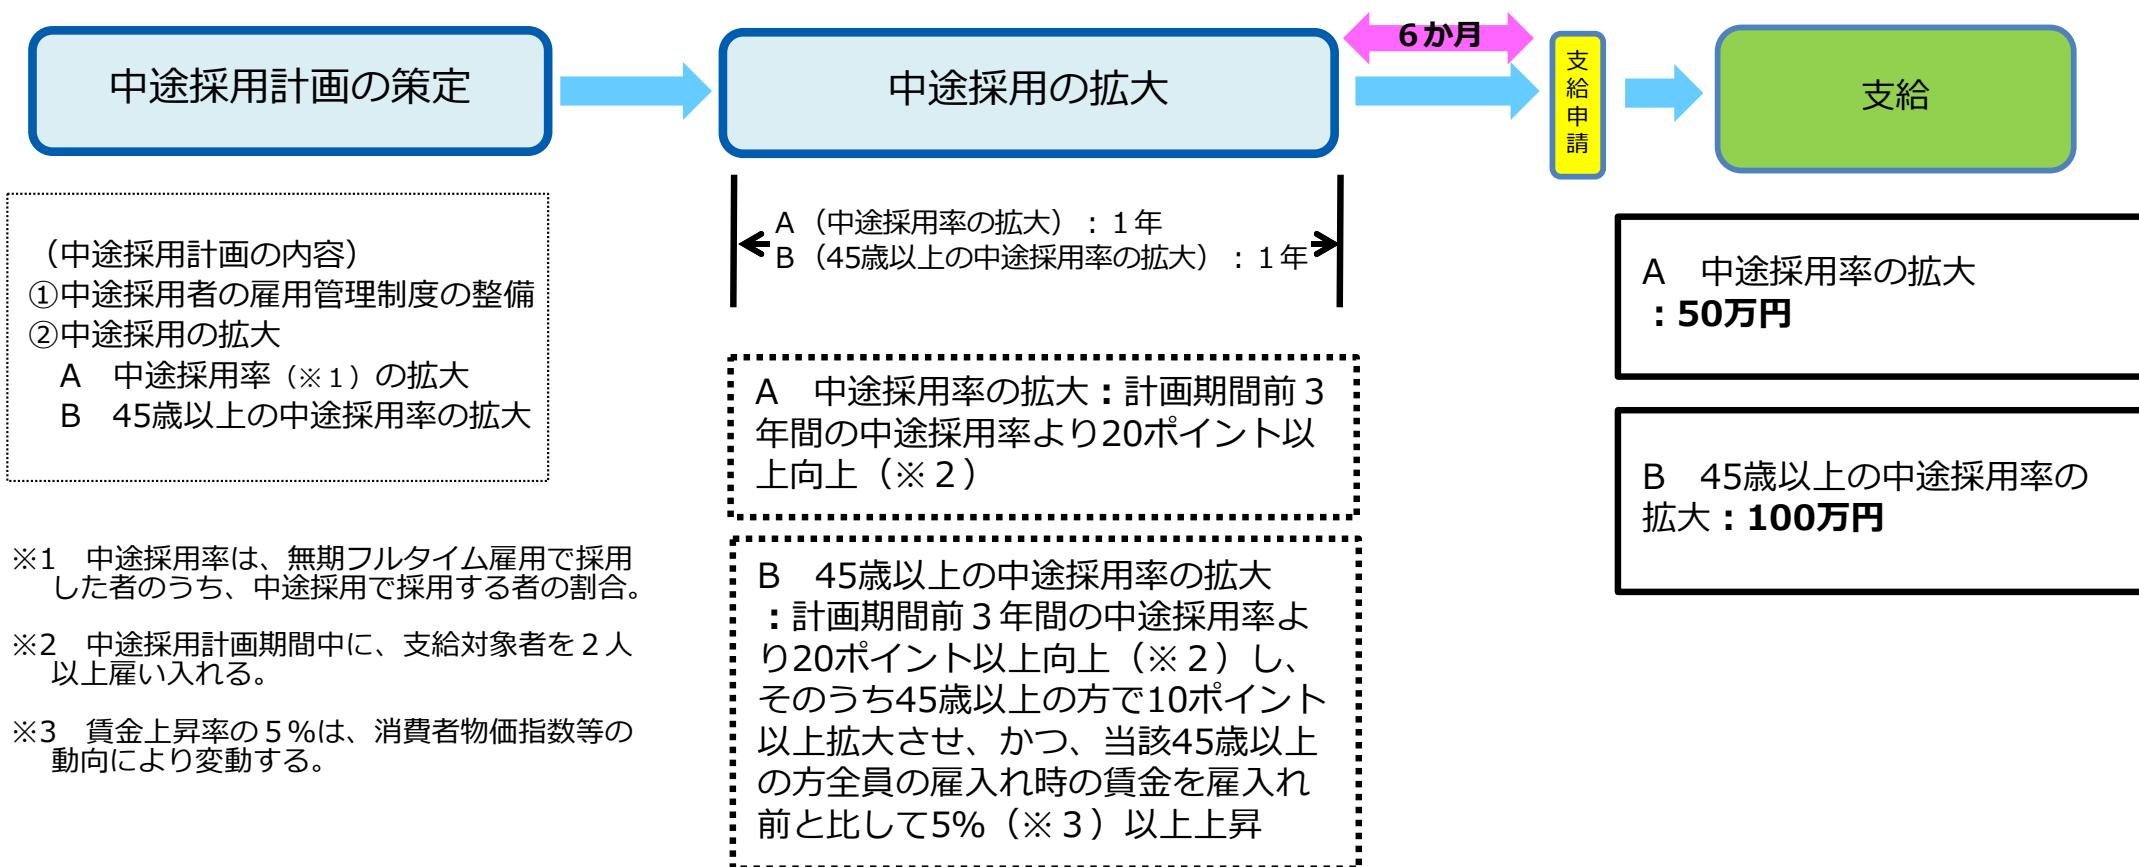 中途採用計画の策定
中途採用の拡大
6か月
支給申請
支給
（中途採用計画の内容）
①中途採用者の雇用管理制度の整備
②中途採用の拡大
A　中途採用率（※１）の拡大
B　45歳以上の中途採用率の拡大
※1　中途採用率は、無期フルタイム雇用で採用
した者のうち、中途採用で採用する者の割合。
※2　中途採用計画期間中に、支給対象者を２人
以上雇い入れる。
※3　賃金上昇率の５％は、消費者物価指数等の
動向により変動する。
A（中途採用率の拡大）：１年
B（45歳以上の中途採用率の拡大）：１年
A　中途採用率の拡大：計画期間前３
年間の中途採用率より20ポイント以
上向上（※２）
B　45歳以上の中途採用率の拡大
：計画期間前３年間の中途採用率よ
り20ポイント以上向上（※２）し、
そのうち45歳以上の方で10ポイント
以上拡大させ、かつ、当該45歳以上
の方全員の雇入れ時の賃金を雇入れ
前と比して5%（※３）以上上昇
A　中途採用率の拡大
：50万円
B　45歳以上の中途採用率の
拡大：100万円